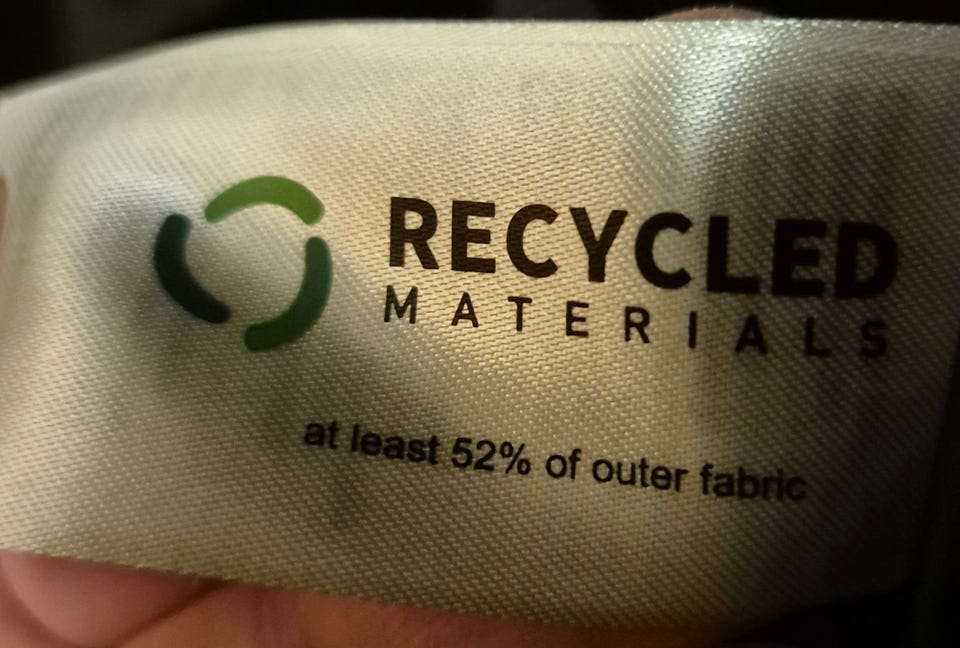 RECYCLED
MATERIALS
at least 52% of outer fabric